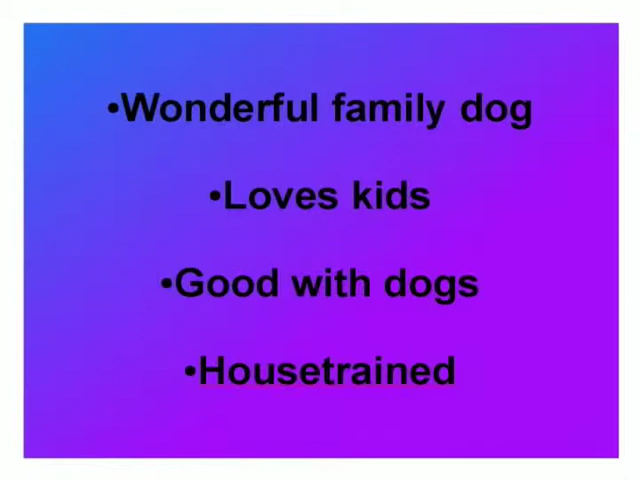 •Wonderful family dog
•Loves kids
•Good with dogs
•Housetrained